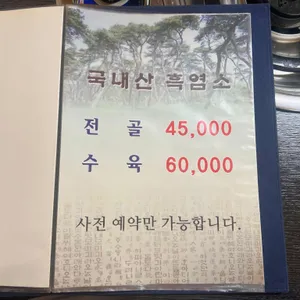 국내산 흑염소
전 골 45,000
수 육 60,000
사전 예약만 가능합니다.